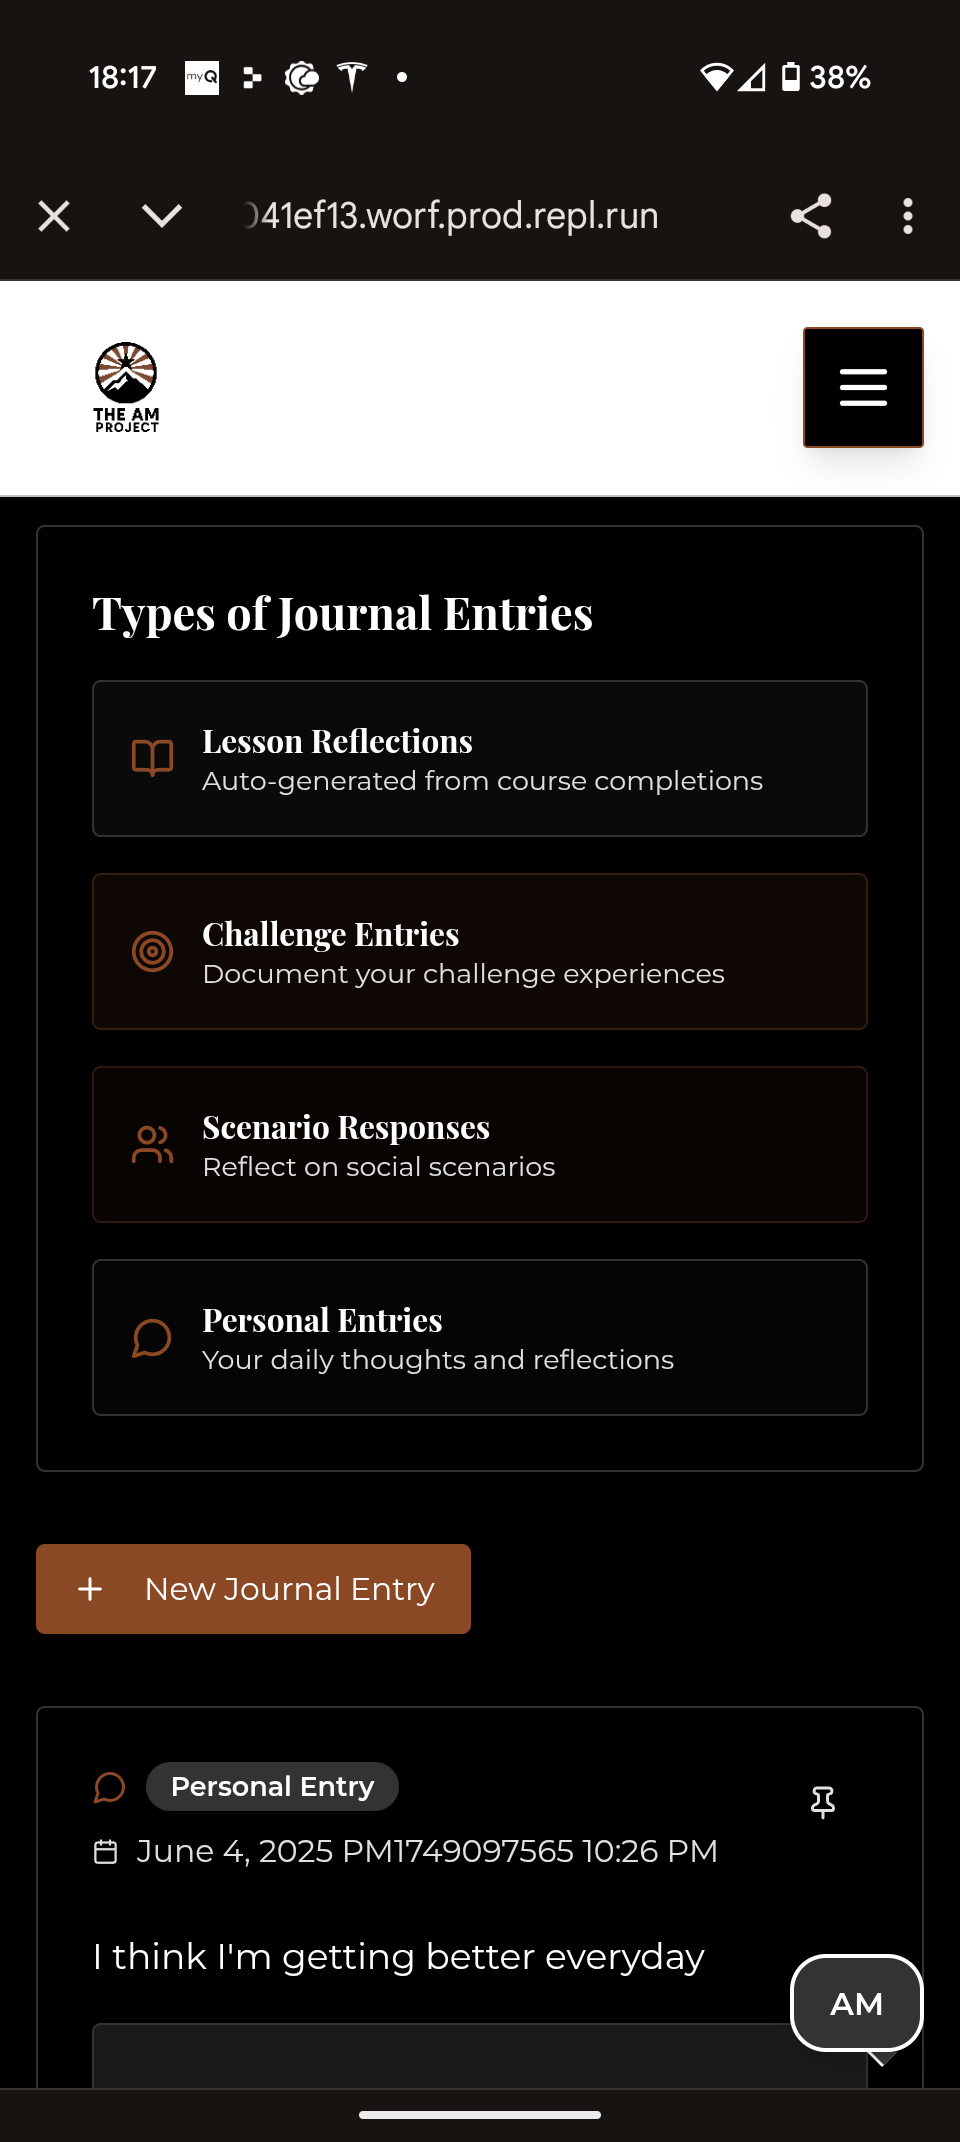 18:17 myQ 38%
041ef13.worf.prod.repl.run
THE AM
PROJECT
Types of Journal Entries
Lesson Reflections
Auto-generated from course completions
Challenge Entries
Document your challenge experiences
Scenario Responses
Reflect on social scenarios
Personal Entries
Your daily thoughts and reflections
New Journal Entry
Personal Entry
June 4, 2025 PM1749097565 10:26 PM
I think I'm getting better everyday
AM